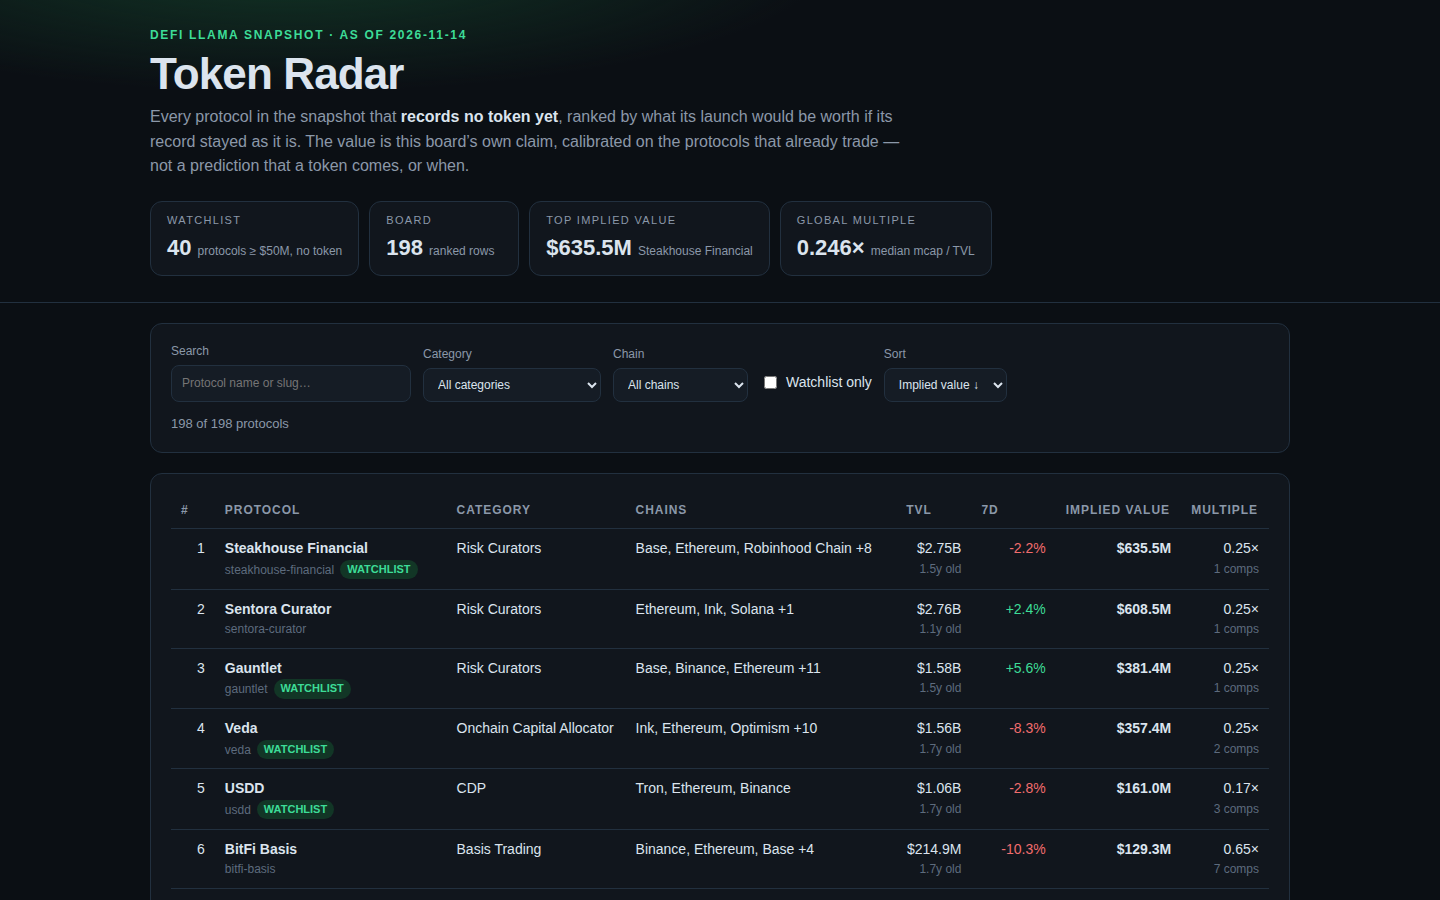 DEFI LLAMA SNAPSHOT · AS OF 2026-11-14
Token Radar
Every protocol in the snapshot that records no token yet, ranked by what its launch would be worth if its
record stayed as it is. The value is this board's own claim, calibrated on the protocols that already trade —
not a prediction that a token comes, or when.
WATCHLIST
40 protocols ≥ $50M, no token
BOARD
198 ranked rows
TOP IMPLIED VALUE
$635.5M Steakhouse Financial
GLOBAL MULTIPLE
0.246× median mcap / TVL
Search
Protocol name or slug…
Category
All categories
Chain
All chains
Watchlist only
Sort
Implied value ↓
198 of 198 protocols
# PROTOCOL CATEGORY CHAINS TVL 7D IMPLIED VALUE MULTIPLE
1 Steakhouse Financial Risk Curators Base, Ethereum, Robinhood Chain +8 $2.75B -2.2% $635.5M 0.25×
steakhouse-financial WATCHLIST 1.5y old 1 comps
2 Sentora Curator Risk Curators Ethereum, Ink, Solana +1 $2.76B +2.4% $608.5M 0.25×
sentora-curator 1.1y old 1 comps
3 Gauntlet Risk Curators Base, Binance, Ethereum +11 $1.58B +5.6% $381.4M 0.25×
gauntlet WATCHLIST 1.5y old 1 comps
4 Veda Onchain Capital Allocator Ink, Ethereum, Optimism +10 $1.56B -8.3% $357.4M 0.25×
veda WATCHLIST 1.7y old 2 comps
5 USDD CDP Tron, Ethereum, Binance $1.06B -2.8% $161.0M 0.17×
usdd WATCHLIST 1.7y old 3 comps
6 BitFi Basis Basis Trading Binance, Ethereum, Base +4 $214.9M -10.3% $129.3M 0.65×
bitfi-basis 1.7y old 7 comps